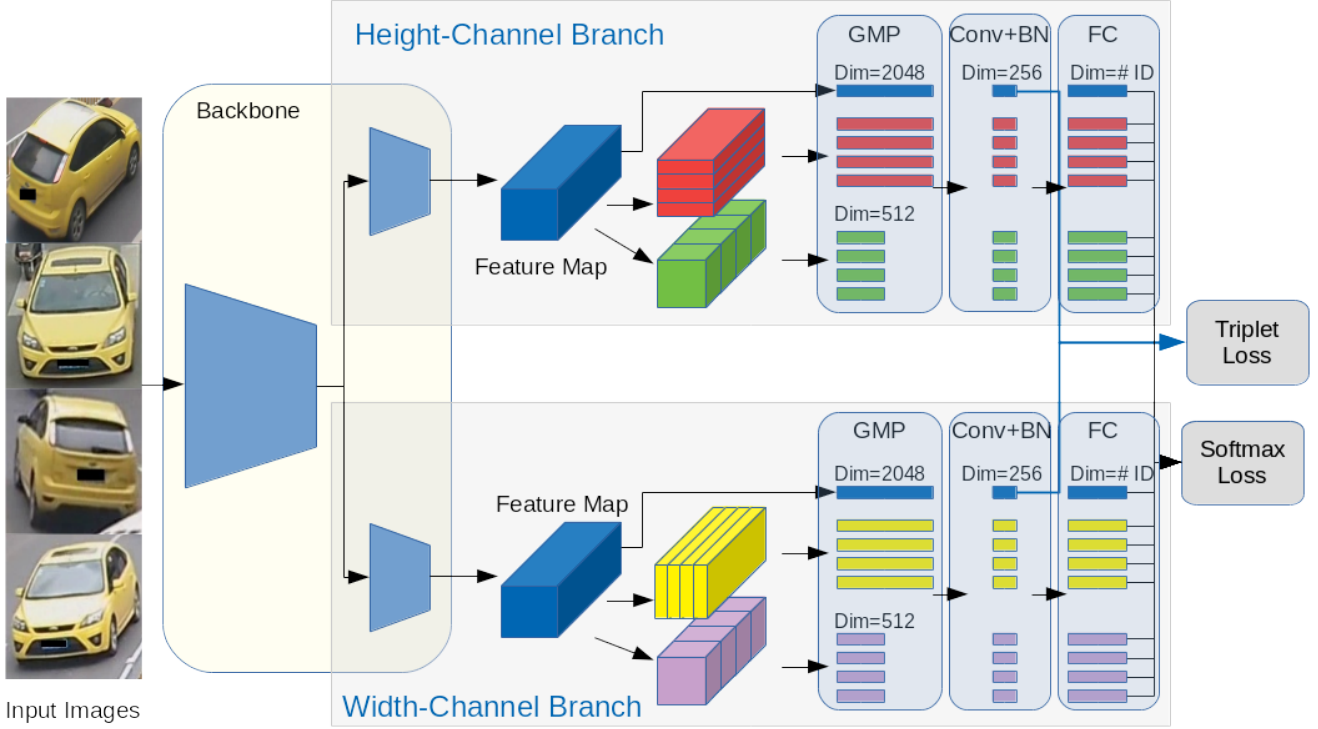 Height-Channel Branch
GMP
Conv+BN
FC
Dim=2048
Dim=256
Dim=# ID
Backbone
Dim=512
Feature Map
Triplet
Loss
GMP
Conv+BN
FC
Softmax
Loss
Dim=2048
Dim=256
Dim=# ID
Feature Map
Dim=512
Width-Channel Branch
Input Images